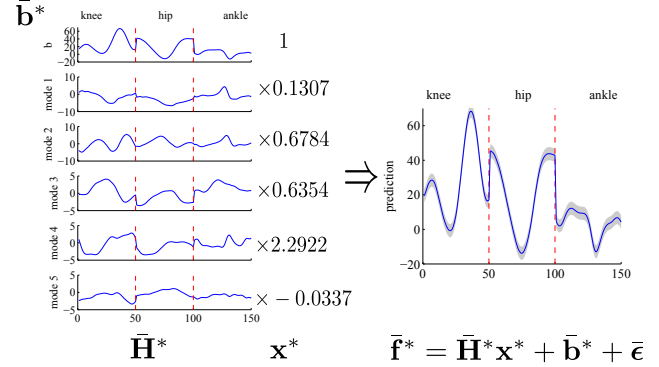 b̄*
knee hip ankle
b
60
40
20
0
−20
1
mode 1
10
0
−10
×0.1307
mode 2
10
0
−10
×0.6784
mode 3
5
0
−5
×0.6354
mode 4
5
0
−5
×2.2922
mode 5
5
0
−5
×−0.0337
0 50 100 150
H̄* x*
⇒
knee hip ankle
prediction
60
40
20
0
−20
0 50 100 150
f̄* = H̄*x* + b̄* + ϵ̄